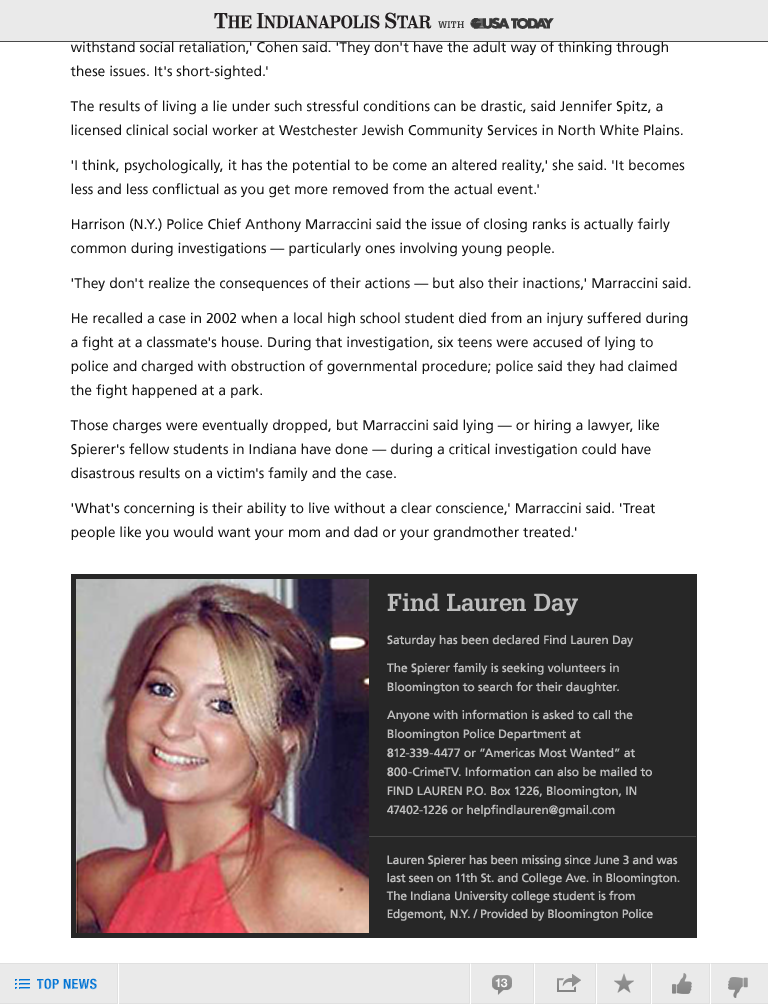 THE INDIANAPOLIS STAR WITH USA TODAY
withstand social retaliation,' Cohen said. 'They don't have the adult way of thinking through
these issues. It's short-sighted.'
The results of living a lie under such stressful conditions can be drastic, said Jennifer Spitz, a
licensed clinical social worker at Westchester Jewish Community Services in North White Plains.
'I think, psychologically, it has the potential to be come an altered reality,' she said. 'It becomes
less and less conflictual as you get more removed from the actual event.'
Harrison (N.Y.) Police Chief Anthony Marraccini said the issue of closing ranks is actually fairly
common during investigations — particularly ones involving young people.
'They don't realize the consequences of their actions — but also their inactions,' Marraccini said.
He recalled a case in 2002 when a local high school student died from an injury suffered during
a fight at a classmate's house. During that investigation, six teens were accused of lying to
police and charged with obstruction of governmental procedure; police said they had claimed
the fight happened at a park.
Those charges were eventually dropped, but Marraccini said lying — or hiring a lawyer, like
Spierer's fellow students in Indiana have done — during a critical investigation could have
disastrous results on a victim's family and the case.
'What's concerning is their ability to live without a clear conscience,' Marraccini said. 'Treat
people like you would want your mom and dad or your grandmother treated.'
Find Lauren Day
Saturday has been declared Find Lauren Day
The Spierer family is seeking volunteers in
Bloomington to search for their daughter.
Anyone with information is asked to call the
Bloomington Police Department at
812-339-4477 or “Americas Most Wanted” at
800-CrimeTV. Information can also be mailed to
FIND LAUREN P.O. Box 1226, Bloomington, IN
47402-1226 or helpfindlauren@gmail.com
Lauren Spierer has been missing since June 3 and was
last seen on 11th St. and College Ave. in Bloomington.
The Indiana University college student is from
Edgemont, N.Y. / Provided by Bloomington Police
TOP NEWS
13